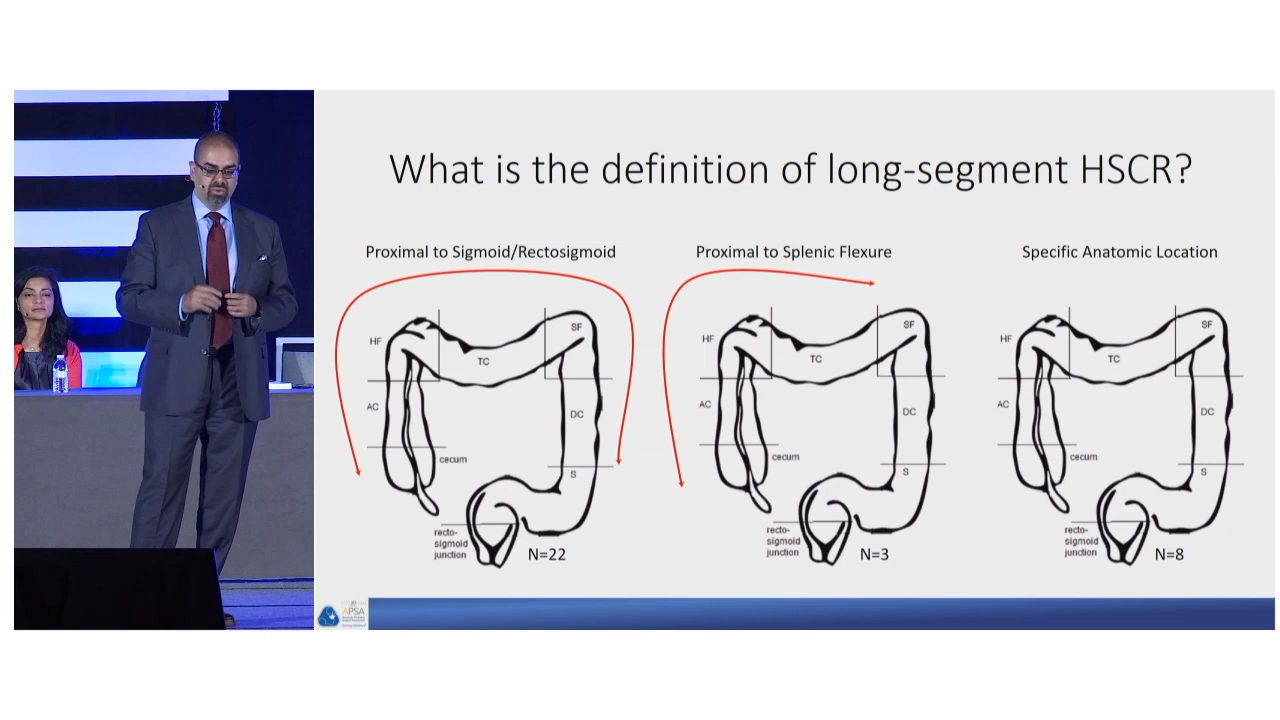 What is the definition of long-segment HSCR?
Proximal to Sigmoid/Rectosigmoid
Proximal to Splenic Flexure
Specific Anatomic Location
HF
SF
TC
AC
DC
cecum
S
recto-
sigmoid
junction
N=22
HF
SF
TC
AC
DC
cecum
S
recto-
sigmoid
junction
N=3
HF
SF
TC
AC
DC
cecum
S
recto-
sigmoid
junction
N=8
APSA